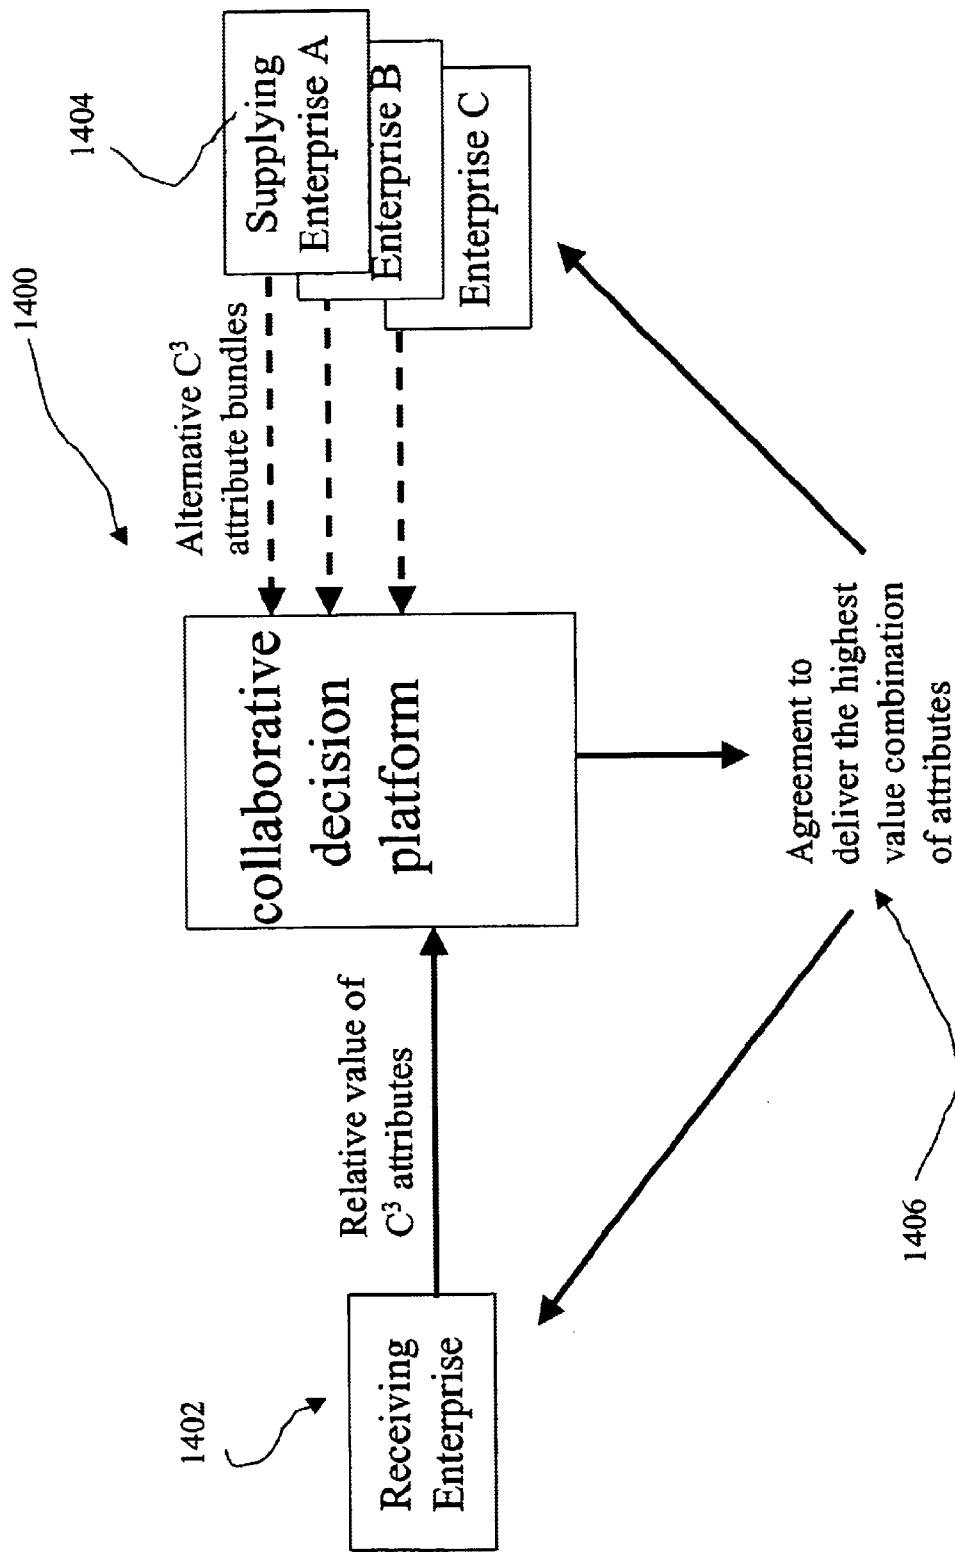 1400
1404
Supplying
Enterprise A
Enterprise B
Enterprise C
Alternative C³
attribute bundles
collaborative
decision
platform
Relative value of
C³ attributes
1402
Receiving
Enterprise
Agreement to
deliver the highest
value combination
of attributes
1406